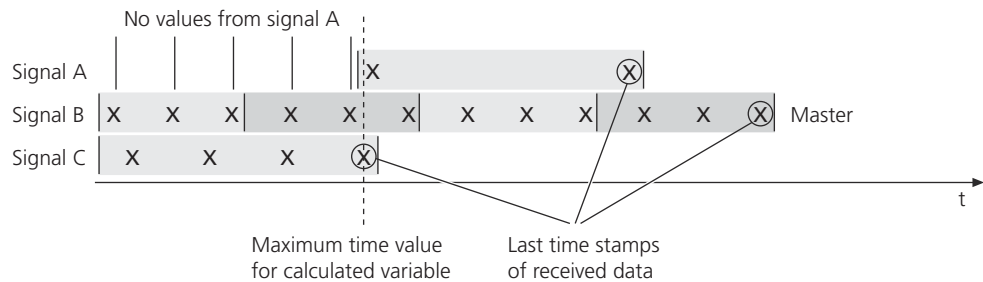 No values from signal A
Signal A X X
Signal B X X X X X X X X X X X X Master
Signal C X X X X
t
Maximum time value
for calculated variable
Last time stamps
of received data